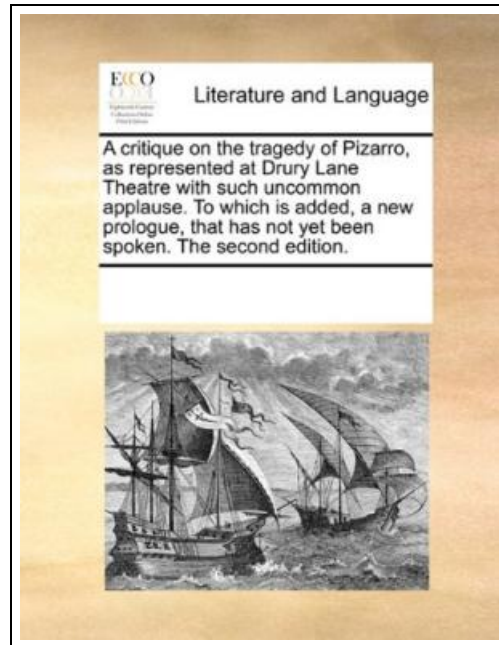 ECCO
Literature and Language
A critique on the tragedy of Pizarro,
as represented at Drury Lane
Theatre with such uncommon
applause. To which is added, a new
prologue, that has not yet been
spoken. The second edition.